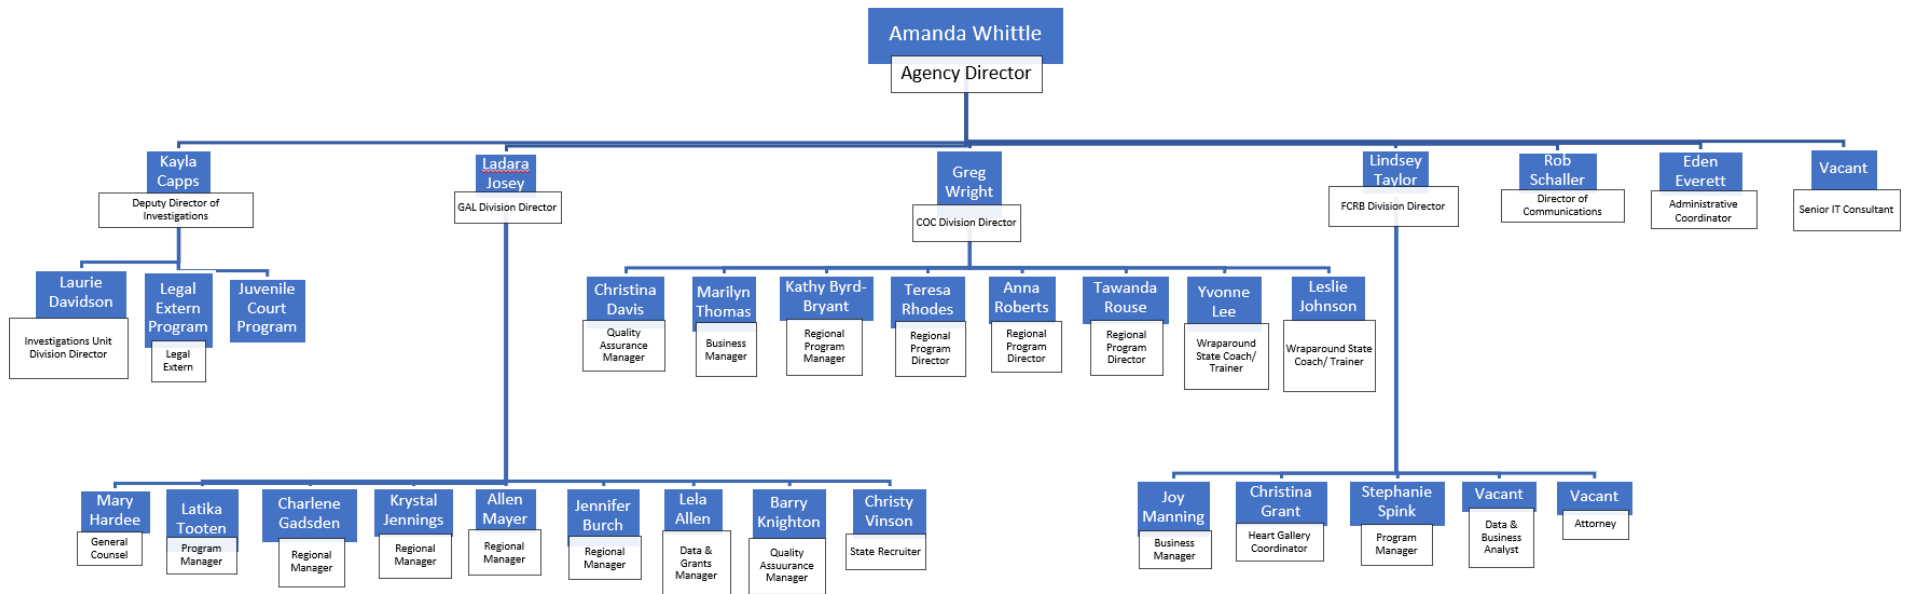 Amanda Whittle
Agency Director
Kayla
Capps
Deputy Director of
Investigations
Ladara
Josey
GAL Division Director
Greg
Wright
COC Division Director
Lindsey
Taylor
FCRB Division Director
Rob
Schaller
Director of
Communications
Eden
Everett
Administrative
Coordinator
Vacant
Senior IT Consultant
Laurie
Davidson
Investigations Unit
Division Director
Legal
Extern
Program
Legal
Extern
Juvenile
Court
Program
Christina
Davis
Quality
Assurance
Manager
Marilyn
Thomas
Business
Manager
Kathy Byrd-
Bryant
Regional
Program
Manager
Teresa
Rhodes
Regional
Program
Director
Anna
Roberts
Regional
Program
Director
Tawanda
Rouse
Regional
Program
Director
Yvonne
Lee
Wraparound
State Coach/
Trainer
Leslie
Johnson
Wraparound State
Coach/ Trainer
Mary
Hardee
General
Counsel
Latika
Tooten
Program
Manager
Charlene
Gadsden
Regional
Manager
Krystal
Jennings
Regional
Manager
Allen
Mayer
Regional
Manager
Jennifer
Burch
Regional
Manager
Lela
Allen
Data &
Grants
Manager
Barry
Knighton
Quality
Assuurance
Manager
Christy
Vinson
State Recruiter
Joy
Manning
Business
Manager
Christina
Grant
Heart Gallery
Coordinator
Stephanie
Spink
Program
Manager
Vacant
Data &
Business
Analyst
Vacant
Attorney